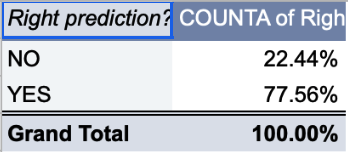 Right prediction? COUNTA of Righ
NO 22.44%
YES 77.56%
Grand Total 100.00%